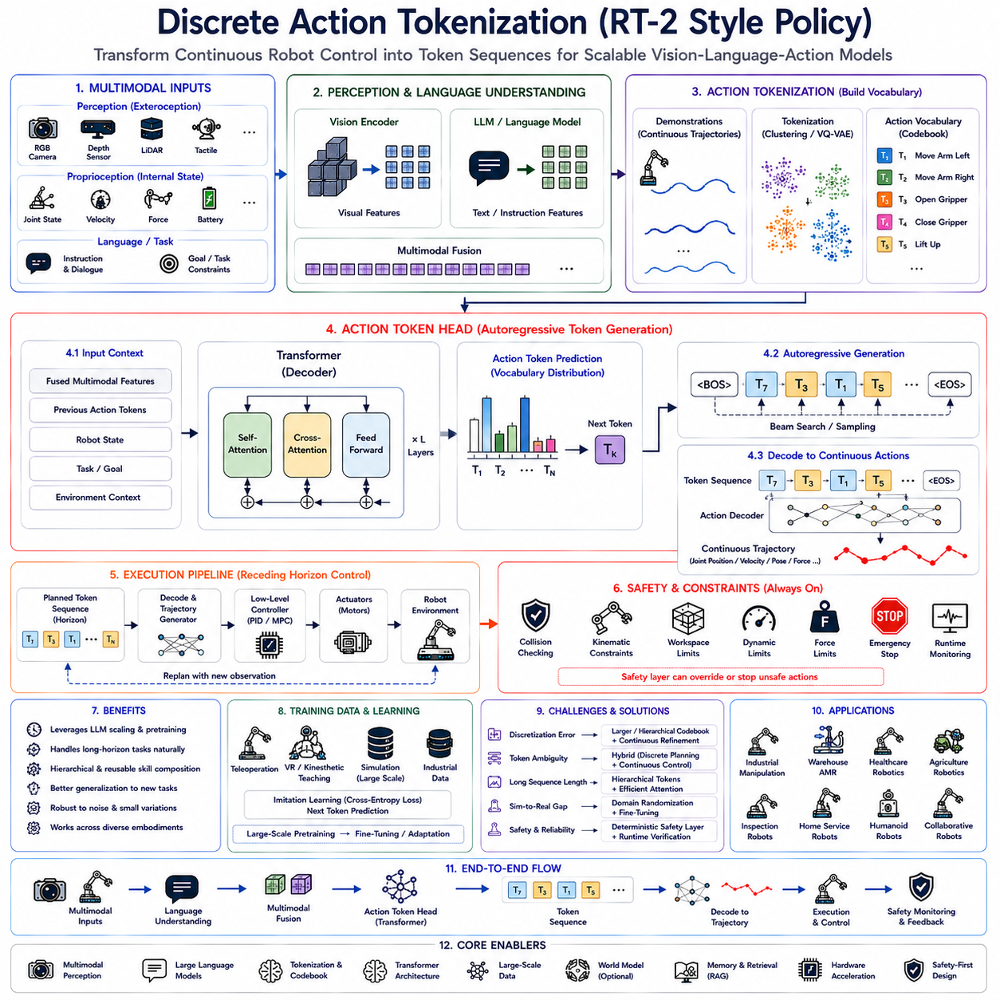 Discrete Action Tokenization (RT-2 Style Policy)
Transform Continuous Robot Control into Token Sequences for Scalable Vision-Language-Action Models
1. MULTIMODAL INPUTS
Perception (Exteroception)
RGB
Camera
Depth
Sensor
LiDAR
Tactile
...
Proprioception (Internal State)
Joint State
Velocity
Force
Battery
...
Language / Task
Instruction
& Dialogue
Goal / Task
Constraints
2. PERCEPTION & LANGUAGE UNDERSTANDING
Vision Encoder
Visual Features
LLM / Language Model
Text / Instruction Features
Multimodal Fusion
...
3. ACTION TOKENIZATION (Build Vocabulary)
Demonstrations
(Continuous Trajectories)
...
Tokenization
(Clustering / VQ-VAE)
Action Vocabulary
(Codebook)
T1 T1 Move Arm Left
T2 T2 Move Arm Right
T3 T3 Open Gripper
T4 T4 Close Gripper
T5 T5 Lift Up
...
4. ACTION TOKEN HEAD (Autoregressive Token Generation)
4.1 Input Context
Fused Multimodal Features
Previous Action Tokens
Robot State
Task / Goal
Environment Context
Transformer
(Decoder)
Self-
Attention
Cross-
Attention
Feed
Forward
× L
Layers
Action Token Prediction
(Vocabulary Distribution)
T1 T2 ... TN
Next Token
TK
4.2 Autoregressive Generation
<BOS> T7 T3 T1 T5 ... <EOS>
Beam Search / Sampling
4.3 Decode to Continuous Actions
Token Sequence T7 T3 T1 T5 ... <EOS>
Action Decoder
Continuous Trajectory
(Joint Position / Velocity / Pose / Force ...)
5. EXECUTION PIPELINE (Receding Horizon Control)
Planned Token
Sequence
(Horizon)
T7 T3 T1 ... TN
Decode &
Trajectory
Generator
Low-Level
Controller
(PID / MPC)
Actuators
(Motors)
Robot
Environment
Replan with new observation
6. SAFETY & CONSTRAINTS (Always On)
Collision
Checking
Kinematic
Constraints
Workspace
Limits
Dynamic
Limits
F
Force
Limits
STOP
Emergency
Stop
Runtime
Monitoring
Safety layer can override or stop unsafe actions
7. BENEFITS
Leverages LLM scaling & pretraining
Handles long-horizon tasks naturally
Hierarchical & reusable skill composition
Better generalization to new tasks
Robust to noise & small variations
Works across diverse embodiments
8. TRAINING DATA & LEARNING
Teleoperation
VR / Kinesthetic
Teaching
Simulation
(Large Scale)
Industrial
Data
Imitation Learning (Cross-Entropy Loss)
Next Token Prediction
Large-Scale Pretraining → Fine-Tuning / Adaptation
9. CHALLENGES & SOLUTIONS
Discretization Error
Larger / Hierarchical Codebook
+ Continuous Refinement
Token Ambiguity
Hybrid (Discrete Planning
+ Continuous Control)
Long Sequence Length
Hierarchical Tokens
+ Efficient Attention
Sim-to-Real Gap
Domain Randomization
+ Fine-Tuning
Safety & Reliability
Deterministic Safety Layer
+ Runtime Verification
10. APPLICATIONS
Industrial
Manipulation
Warehouse
AMR
Healthcare
Robotics
Agriculture
Robotics
Inspection
Robots
Home Service
Robots
Humanoid
Robots
Collaborative
Robots
11. END-TO-END FLOW
Multimodal
Inputs
Language
Understanding
Multimodal
Fusion
Action Token Head
(Transformer)
T7 T3 T1 T5 ...
Token
Sequence
Decode to
Trajectory
Execution
& Control
Safety Monitoring
& Feedback
12. CORE ENABLERS
Multimodal
Perception
Large Language
Models
Tokenization &
Codebook
Transformer
Architecture
Large-Scale
Data
World Model
(Optional)
Memory & Retrieval
(RAG)
Hardware
Acceleration
Safety-First
Design